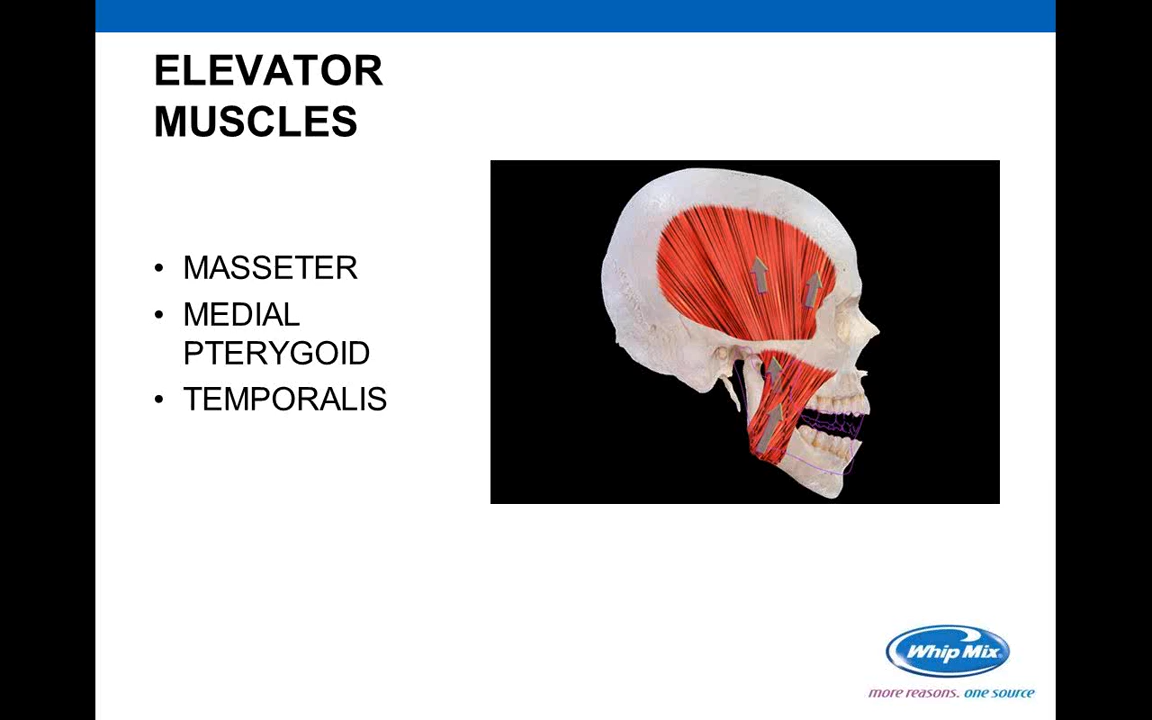 ELEVATOR
MUSCLES
• MASSETER
• MEDIAL
PTERYGOID
• TEMPORALIS
Whip Mix®
more reasons. one source